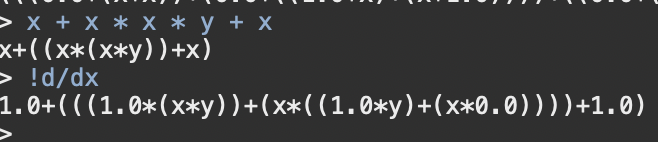 > x + x * x * y + x
x+((x*(x*y))+x)
> !d/dx
1.0+(((1.0*(x*y))+(x*((1.0*y)+(x*0.0))))+1.0)
>